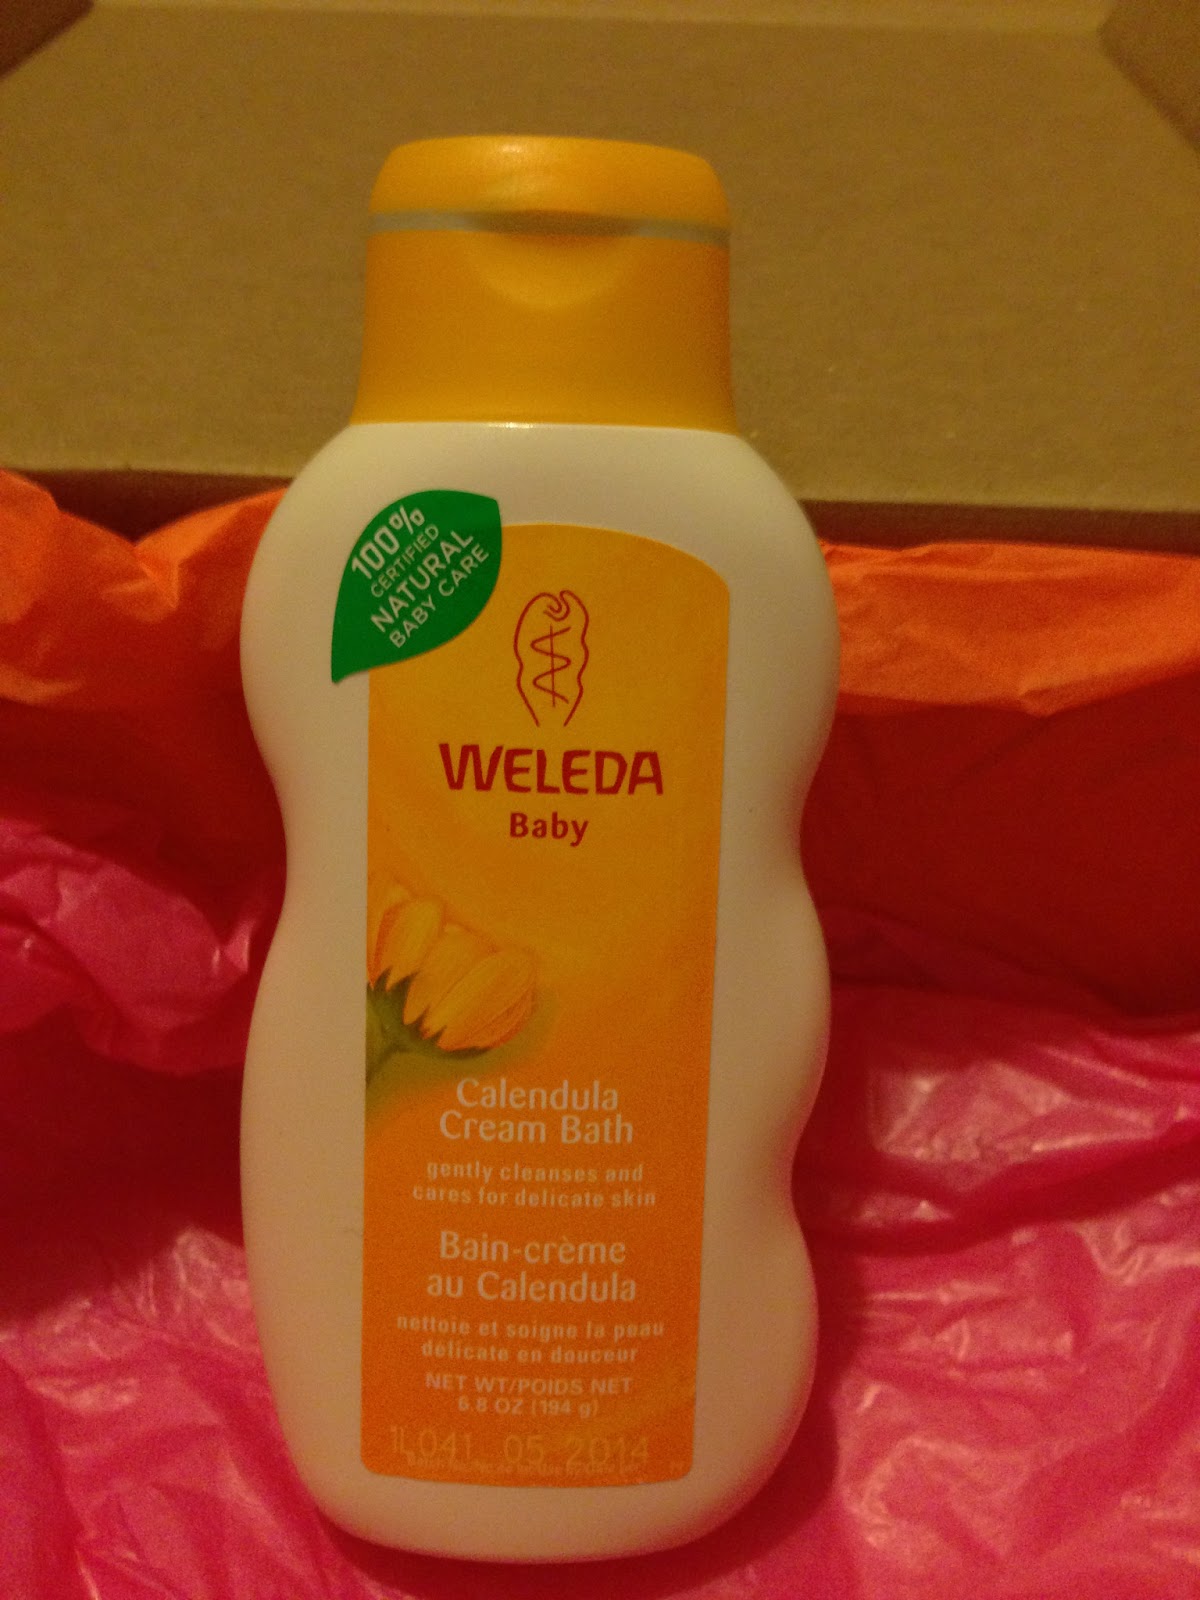 100%
CERTIFIED
NATURAL
BABY CARE
WELEDA
Baby
Calendula
Cream Bath
gently cleanses and
cares for delicate skin
Bain-crème
au Calendula
nettoie et soigne la peau
délicate en douceur
NET WT/POIDS NET
6.8 OZ (194 g)
1L041 05 2014